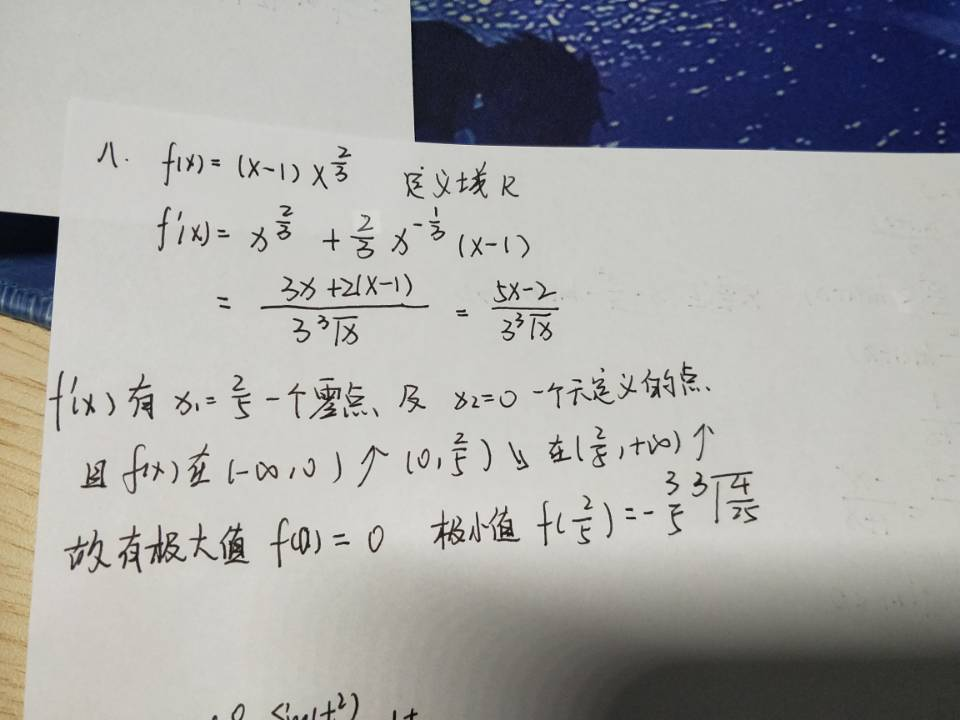 八. f(x) = (x-1) x^{2/3} 定义域 R
f'(x) = x^{2/3} + 2/3 x^{-1/3} (x-1)
= (3x+2(x-1))/(3∛x) = (5x-2)/(3∛x)
f'(x) 有 x₁=2/5 一个零点、及 x₂=0 一个无定义的点、
且 f(x) 在 (-∞,0) ↑ (0,2/5) ↘ 在(2/5,+∞) ↑
故有极大值 f(0) = 0 极小值 f(2/5) = -3/5 ∛(4/25)